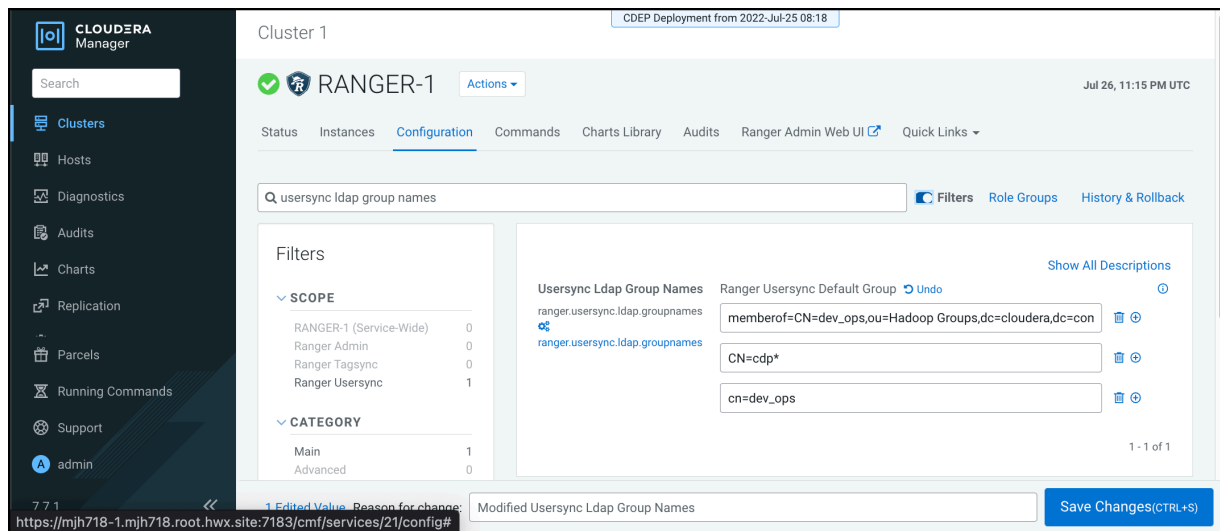 CDEP Deployment from 2022-Jul-25 08:18
CLOUDERA
Manager
Search
Clusters
Hosts
Diagnostics
Audits
Charts
Replication
Parcels
Running Commands
Support
A admin
7.7.1
Cluster 1
RANGER-1 Actions
Jul 26, 11:15 PM UTC
Status Instances Configuration Commands Charts Library Audits Ranger Admin Web UI Quick Links
usersync ldap group names
Filters Role Groups History & Rollback
Filters
SCOPE
RANGER-1 (Service-Wide) 0
Ranger Admin 0
Ranger Tagsync 0
Ranger Usersync 1
CATEGORY
Main 1
Advanced 0
Show All Descriptions
Usersync Ldap Group Names
ranger.usersync.ldap.groupnames
ranger.usersync.ldap.groupnames
Ranger Usersync Default Group Undo
memberof=CN=dev_ops,ou=Hadoop Groups,dc=cloudera,dc=con
CN=cdp*
cn=dev_ops
1 - 1 of 1
1 Edited Value Reason for change: Modified Usersync Ldap Group Names
Save Changes(CTRL+S)
https://mjh718-1.mjh718.root.hwx.site:7183/cmf/services/21/config#